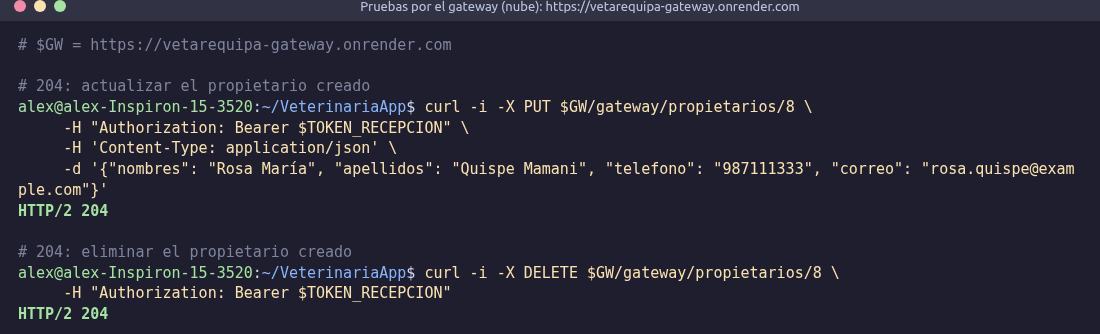 Pruebas por el gateway (nube): https://vetarequipa-gateway.onrender.com
# $GW = https://vetarequipa-gateway.onrender.com
# 204: actualizar el propietario creado
alex@alex-Inspiron-15-3520:~/VeterinariaApp$ curl -i -X PUT $GW/gateway/propietarios/8 \
-H "Authorization: Bearer $TOKEN_RECEPCION" \
-H 'Content-Type: application/json' \
-d '{"nombres": "Rosa María", "apellidos": "Quispe Mamani", "telefono": "987111333", "correo": "rosa.quispe@exam
ple.com"}'
HTTP/2 204
# 204: eliminar el propietario creado
alex@alex-Inspiron-15-3520:~/VeterinariaApp$ curl -i -X DELETE $GW/gateway/propietarios/8 \
-H "Authorization: Bearer $TOKEN_RECEPCION"
HTTP/2 204